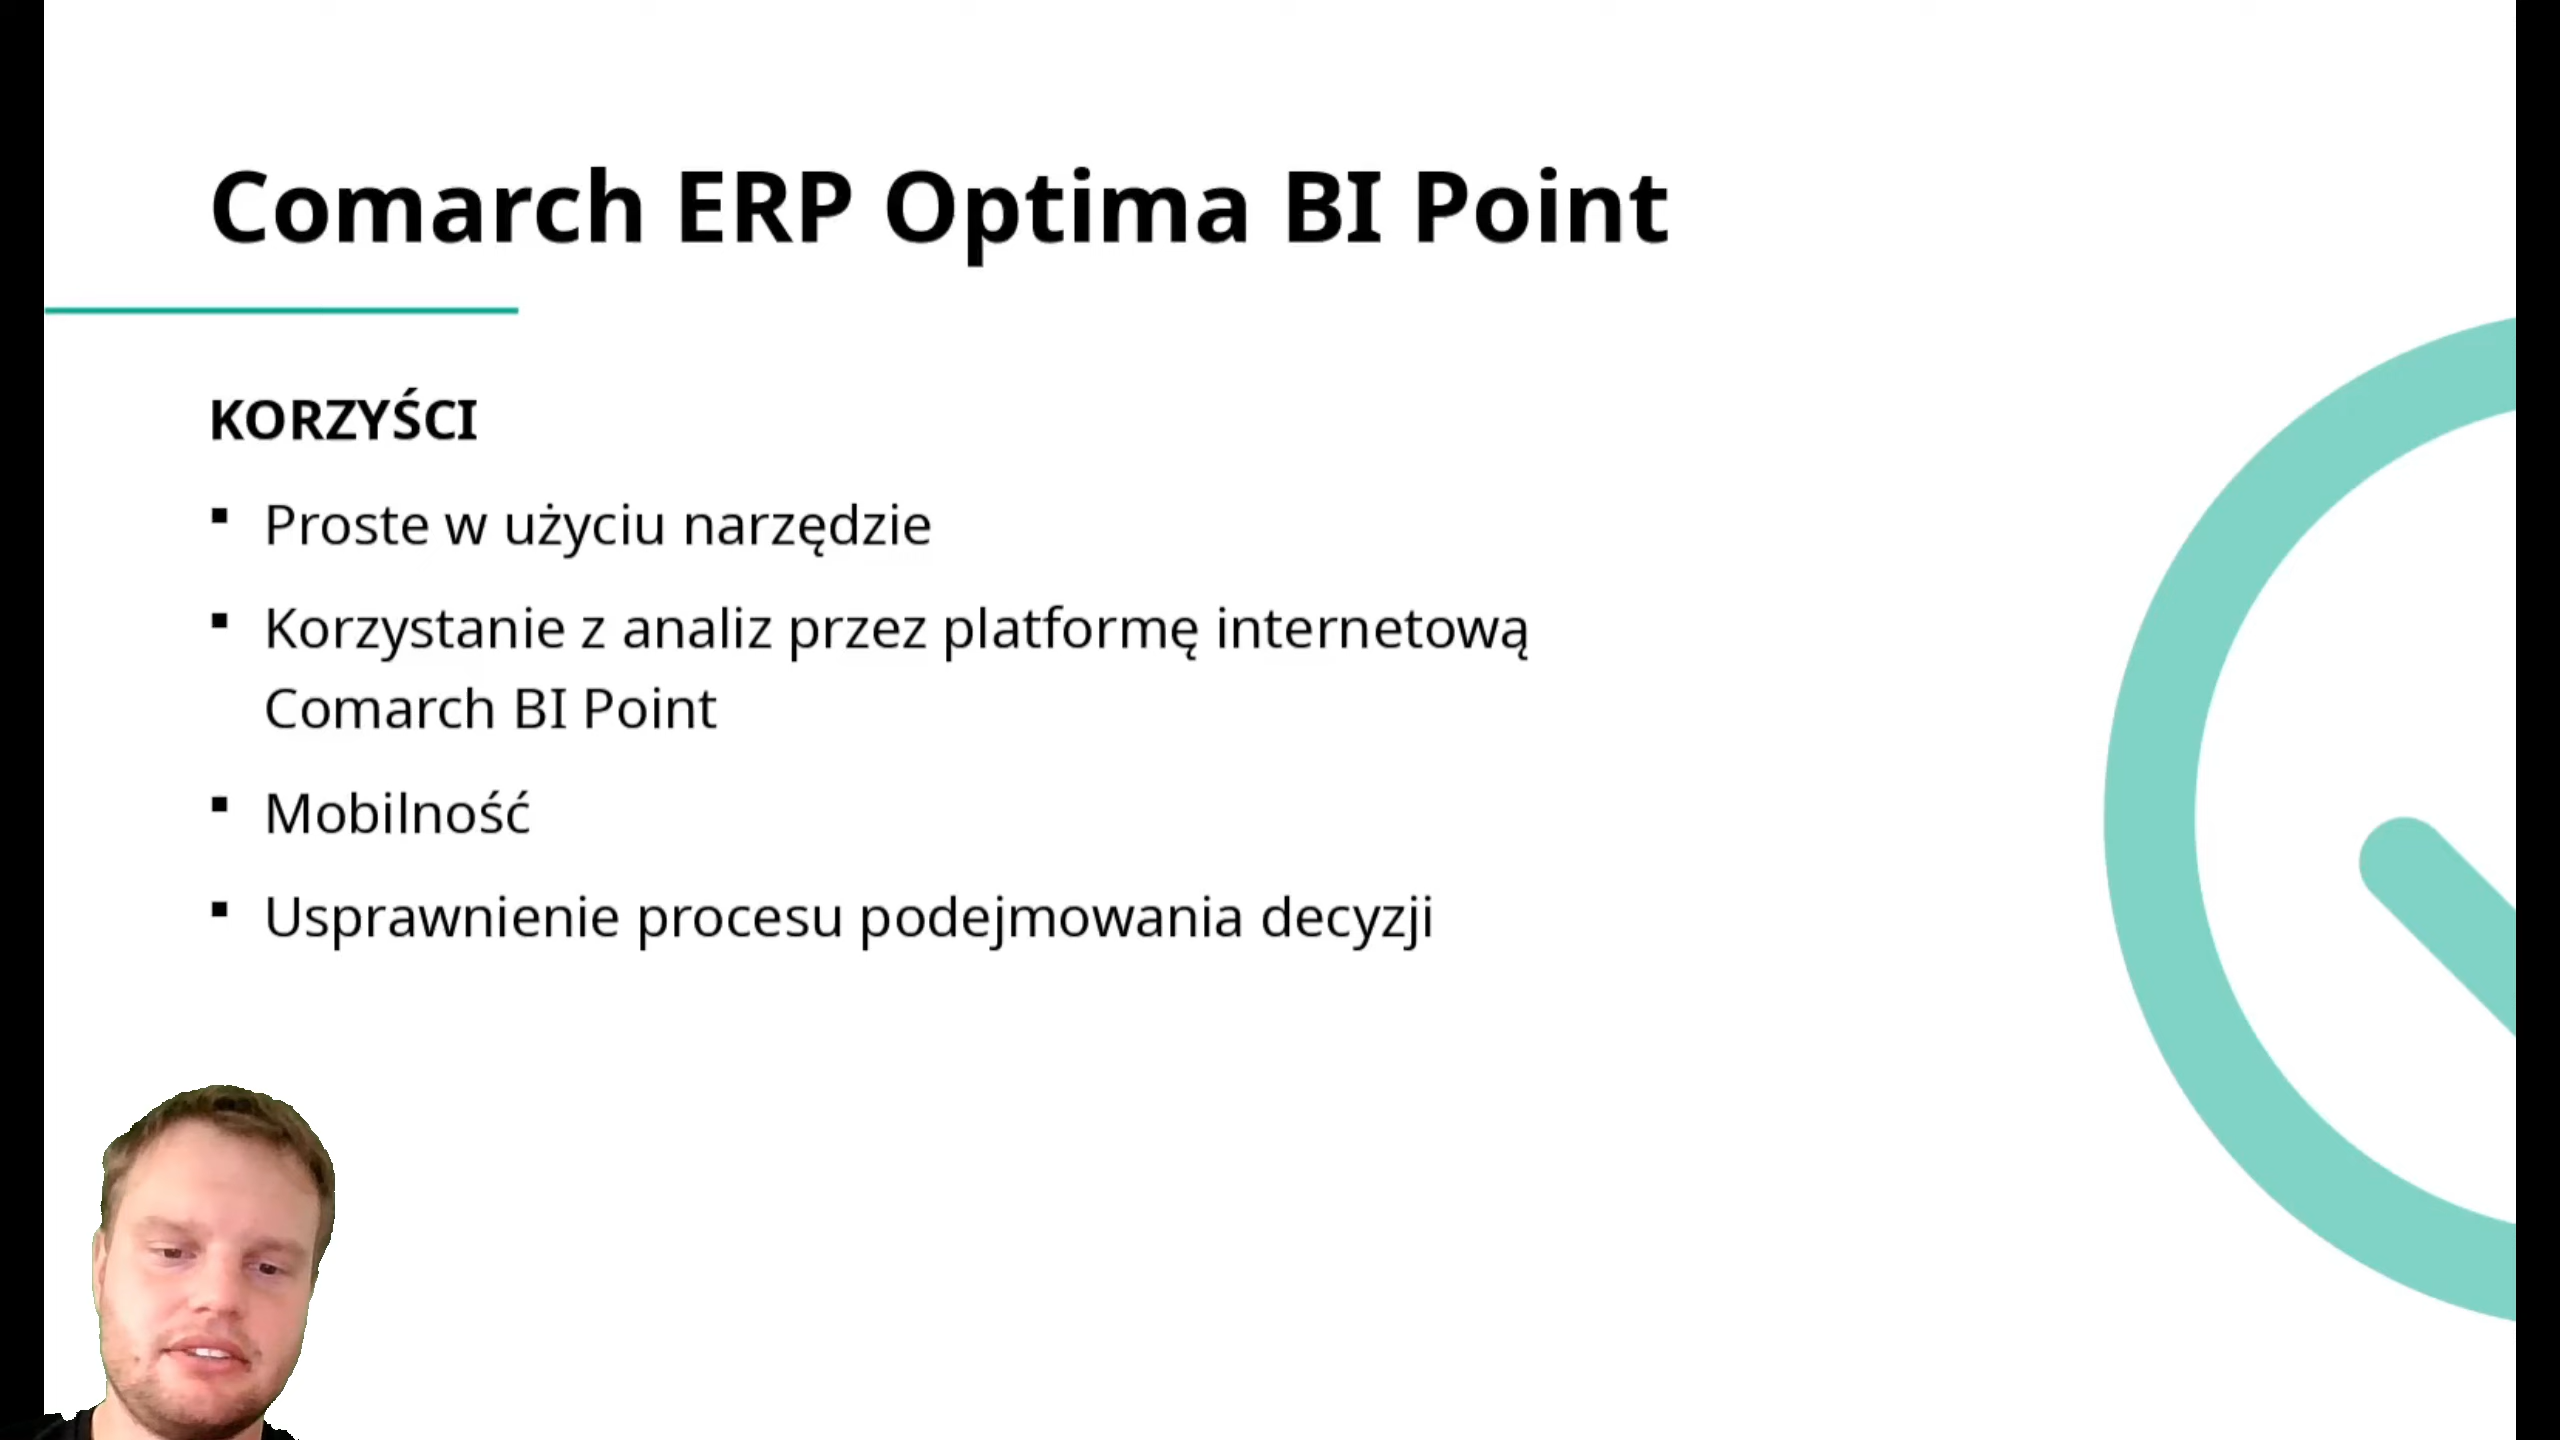 Comarch ERP Optima BI Point
KORZYŚCI
▪ Proste w użyciu narzędzie
▪ Korzystanie z analiz przez platformę internetową
Comarch BI Point
▪ Mobilność
▪ Usprawnienie procesu podejmowania decyzji